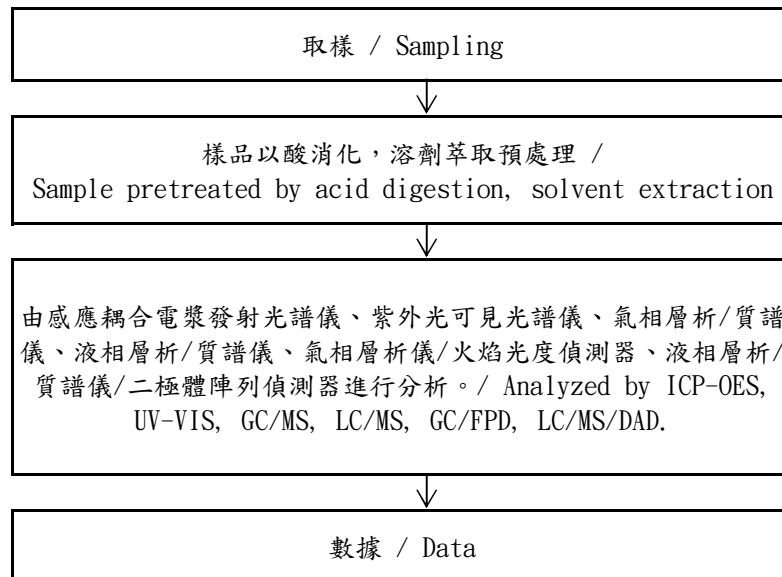 取樣 / Sampling
樣品以酸消化，溶劑萃取預處理 /
Sample pretreated by acid digestion, solvent extraction
由感應耦合電漿發射光譜儀、紫外光可見光譜儀、氣相層析/質譜
儀、液相層析/質譜儀、氣相層析儀/火焰光度偵測器、液相層析/
質譜儀/二極體陣列偵測器進行分析。/ Analyzed by ICP-OES,
UV-VIS, GC/MS, LC/MS, GC/FPD, LC/MS/DAD.
數據 / Data